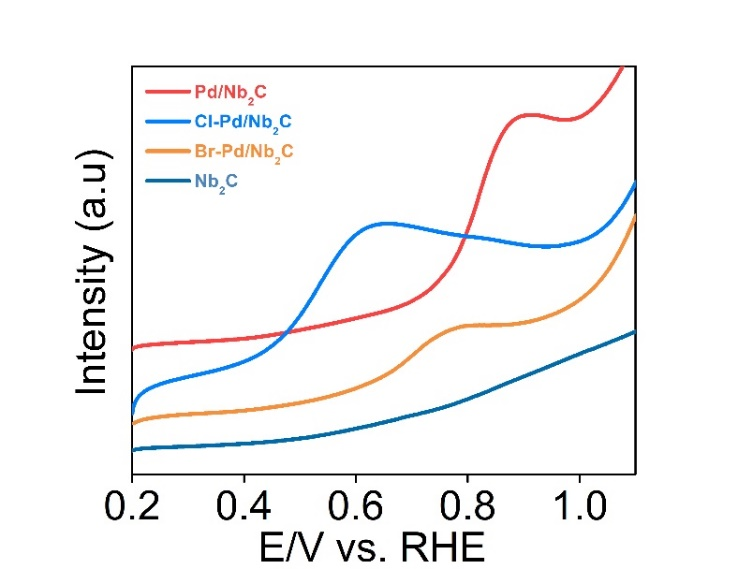 Pd/Nb₂C
Cl-Pd/Nb₂C
Br-Pd/Nb₂C
Nb₂C
Intensity (a.u)
0.2 0.4 0.6 0.8 1.0
E/V vs. RHE